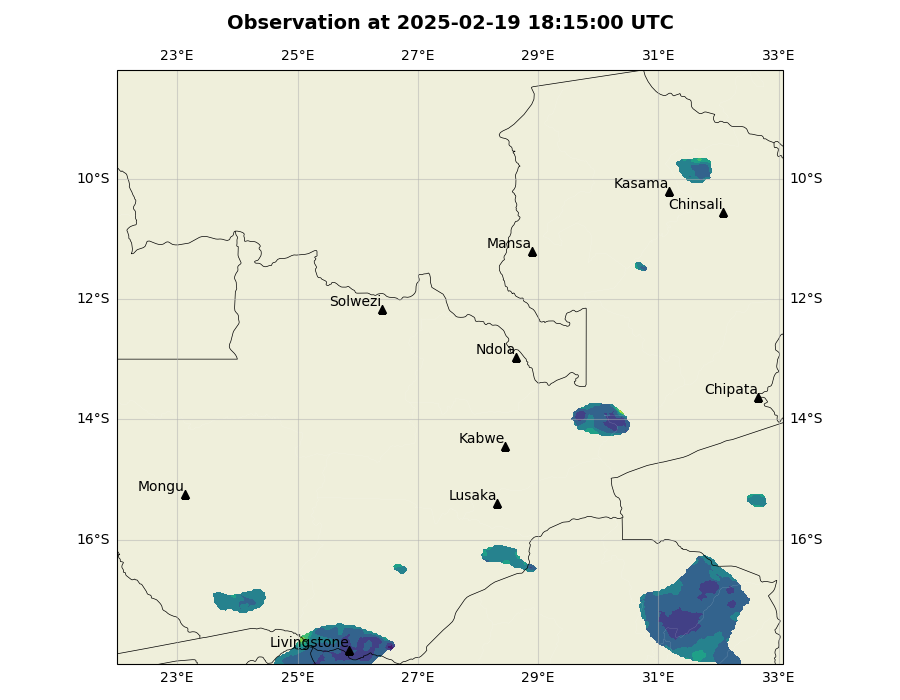 Observation at 2025-02-19 18:15:00 UTC
23°E 25°E 27°E 29°E 31°E 33°E
10°S 10°S
Kasama
Chinsali
Mansa
12°S 12°S
Solwezi
Ndola
Chipata
14°S 14°S
Kabwe
Mongu
Lusaka
16°S 16°S
Livingstone
23°E 25°E 27°E 29°E 31°E 33°E